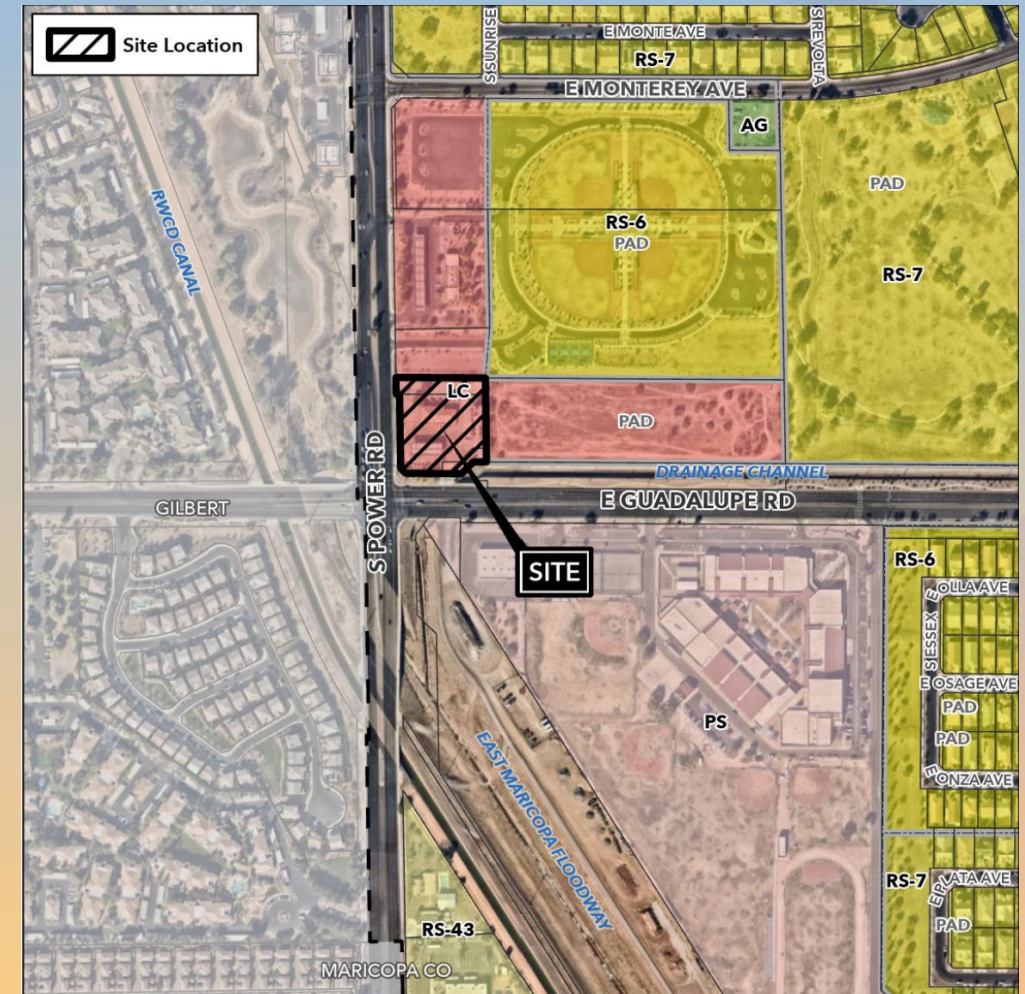 Site Location
S SUNRISE
E MONTE AVE
S REVOLTA
RS-7
E MONTEREY AVE
AG
PAD
RWCD CANAL
RS-6
PAD
RS-7
LC
PAD
DRAINAGE CHANNEL
S POWER RD
GILBERT
E GUADALUPE RD
SITE
RS-6
E OLLA AVE
S ESSEX
E OSAGE AVE
PAD
PS
PAD
E ONZA AVE
EAST MARICOPA FLOODWAY
RS-7
E PLATA AVE
PAD
RS-43
MARICOPA CO